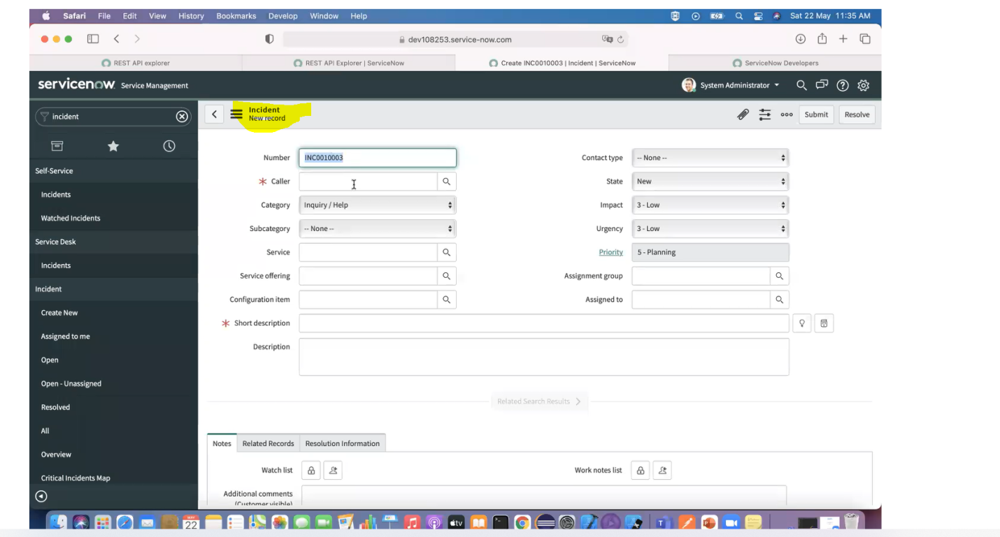 Safari File Edit View History Bookmarks Develop Window Help Sat 22 May 11:35 AM
dev108253.service-now.com
REST API explorer REST API Explorer | ServiceNow Create INC0010003 | Incident | ServiceNow ServiceNow Developers
servicenow Service Management System Administrator
incident
Incident
New record
Submit Resolve
Self-Service
Incidents
Watched Incidents
Service Desk
Incidents
Incident
Create New
Assigned to me
Open
Open - Unassigned
Resolved
All
Overview
Critical Incidents Map
Number INC0010003 Contact type -- None --
Caller State New
Category Inquiry / Help Impact 3 - Low
Subcategory -- None -- Urgency 3 - Low
Service Priority 5 - Planning
Service offering Assignment group
Configuration item Assigned to
Short description
Description
Related Search Results
Notes Related Records Resolution Information
Watch list Work notes list
Additional comments
(Customer visible)
MAY
22
tv